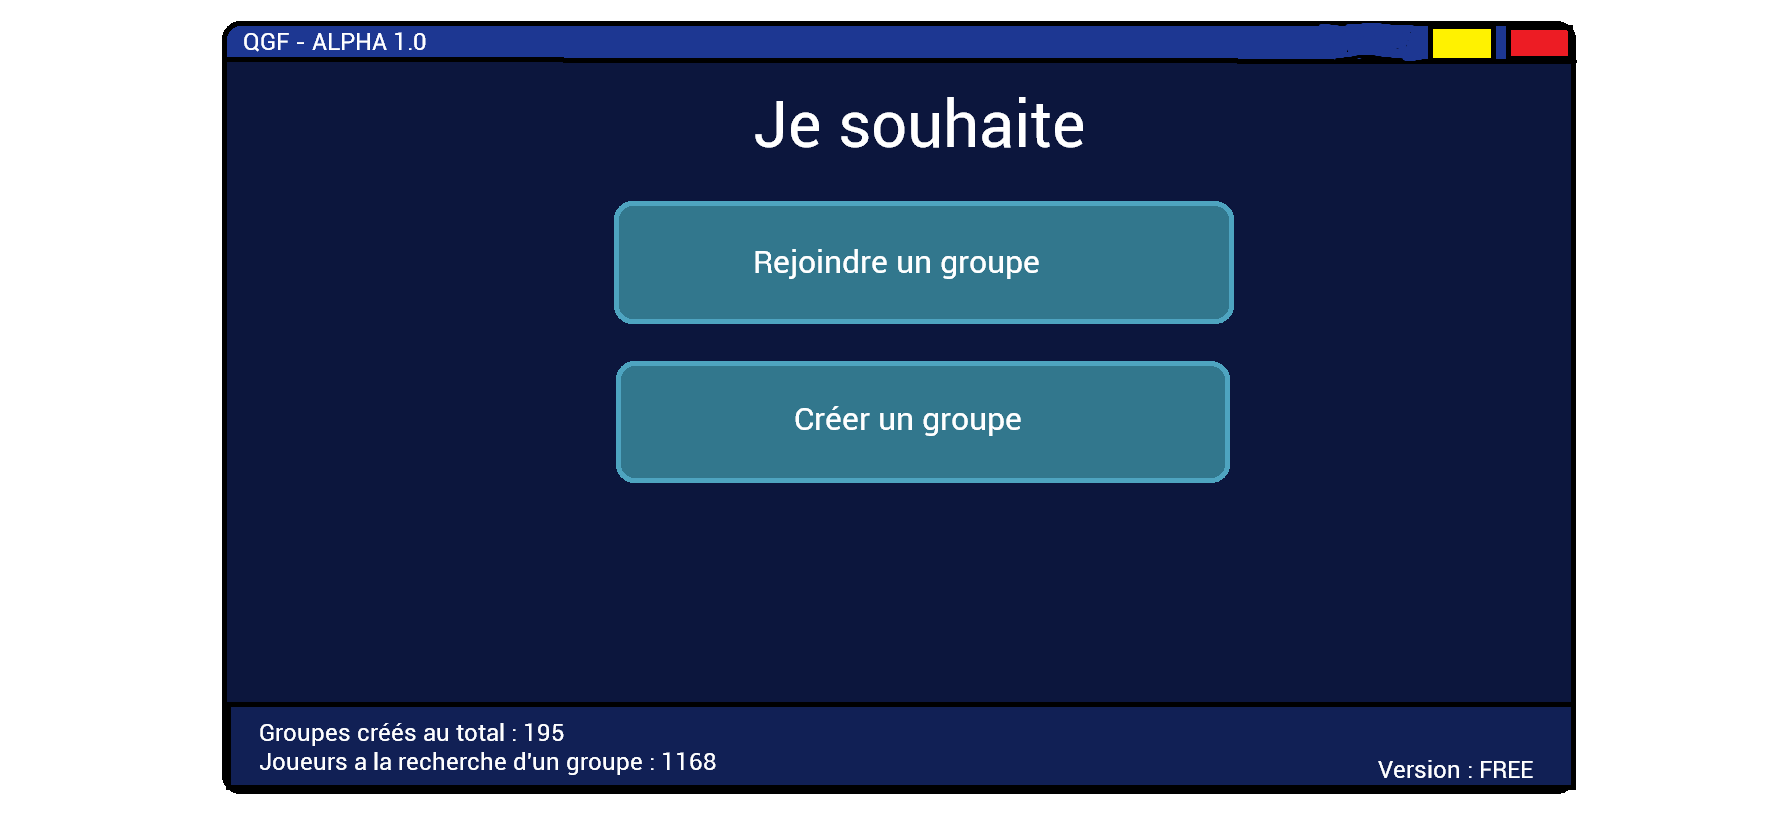 QGF - ALPHA 1.0
Je souhaite
Rejoindre un groupe
Créer un groupe
Groupes créés au total : 195
Joueurs a la recherche d'un groupe : 1168
Version : FREE